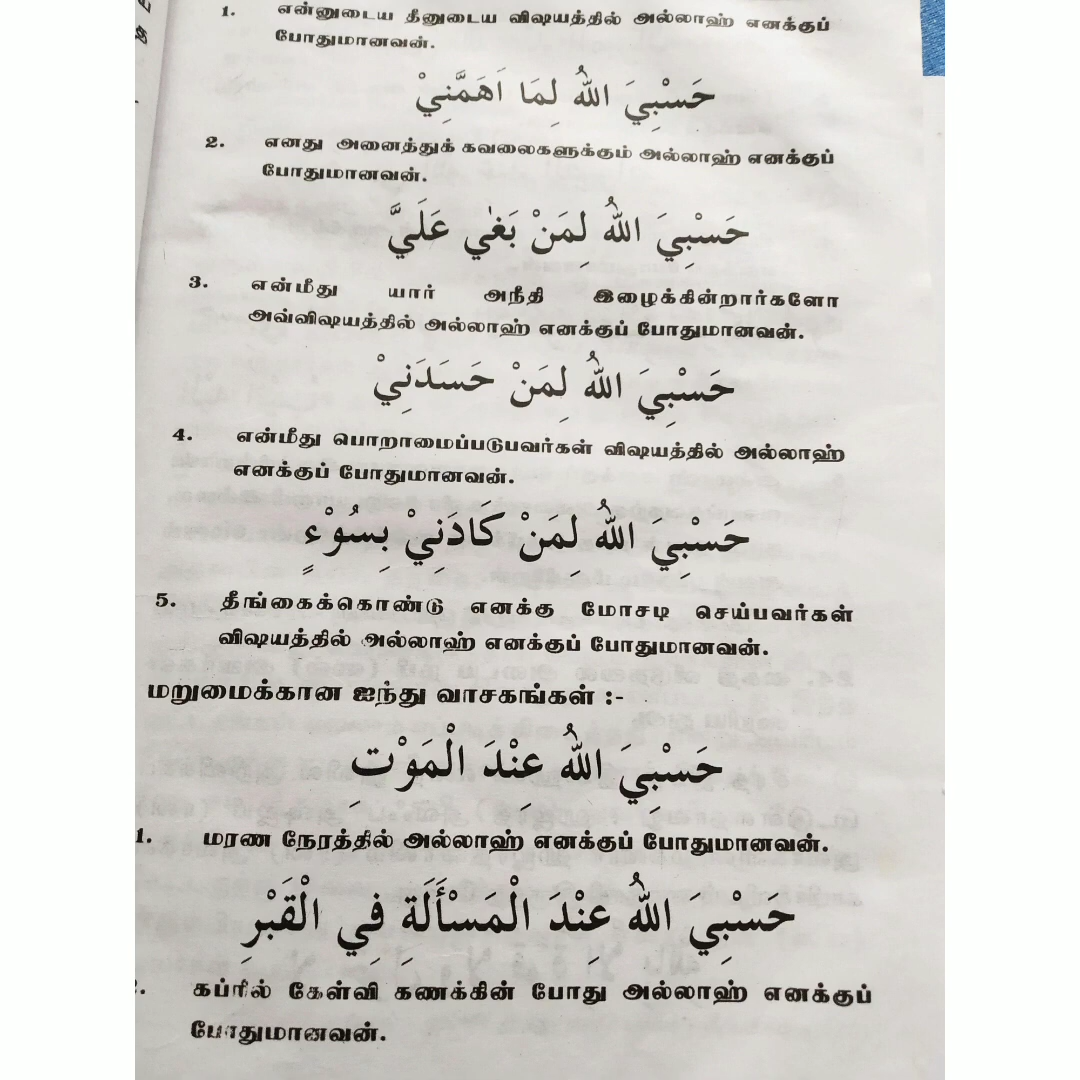 1. என்னுடைய தீனுடைய விஷயத்தில் அல்லாஹ் எனக்குப்
போதுமானவன்.
حَسْبِيَ اللهُ لِمَا اَهَمَّنِيْ
2. எனது அனைத்துக் கவலைகளுக்கும் அல்லாஹ் எனக்குப்
போதுமானவன்.
حَسْبِيَ اللهُ لِمَنْ بَغٰي عَلَيَّ
3. என்மீது யார் அநீதி இழைக்கின்றார்களோ
அவ்விஷயத்தில் அல்லாஹ் எனக்குப் போதுமானவன்.
حَسْبِيَ اللهُ لِمَنْ حَسَدَنِيْ
4. என்மீது பொறாமைப்படுபவர்கள் விஷயத்தில் அல்லாஹ்
எனக்குப் போதுமானவன்.
حَسْبِيَ اللهُ لِمَنْ كَادَنِيْ بِسُوْءٍ
5. தீங்கைக்கொண்டு எனக்கு மோசடி செய்பவர்கள்
விஷயத்தில் அல்லாஹ் எனக்குப் போதுமானவன்.
மறுமைக்கான ஐந்து வாசகங்கள் :-
حَسْبِيَ اللهُ عِنْدَ الْمَوْتِ
1. மரண நேரத்தில் அல்லாஹ் எனக்குப் போதுமானவன்.
حَسْبِيَ اللهُ عِنْدَ الْمَسْأَلَةِ فِي الْقَبْرِ
2. கப்ரில் கேள்வி கணக்கின் போது அல்லாஹ் எனக்குப்
போதுமானவன்.